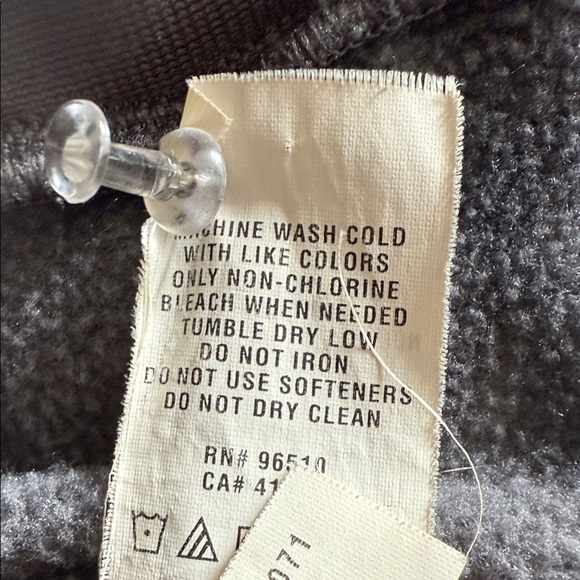 MACHINE WASH COLD
WITH LIKE COLORS
ONLY NON-CHLORINE
BLEACH WHEN NEEDED
TUMBLE DRY LOW
DO NOT IRON
DO NOT USE SOFTENERS
DO NOT DRY CLEAN
RN# 96510
CA# 41